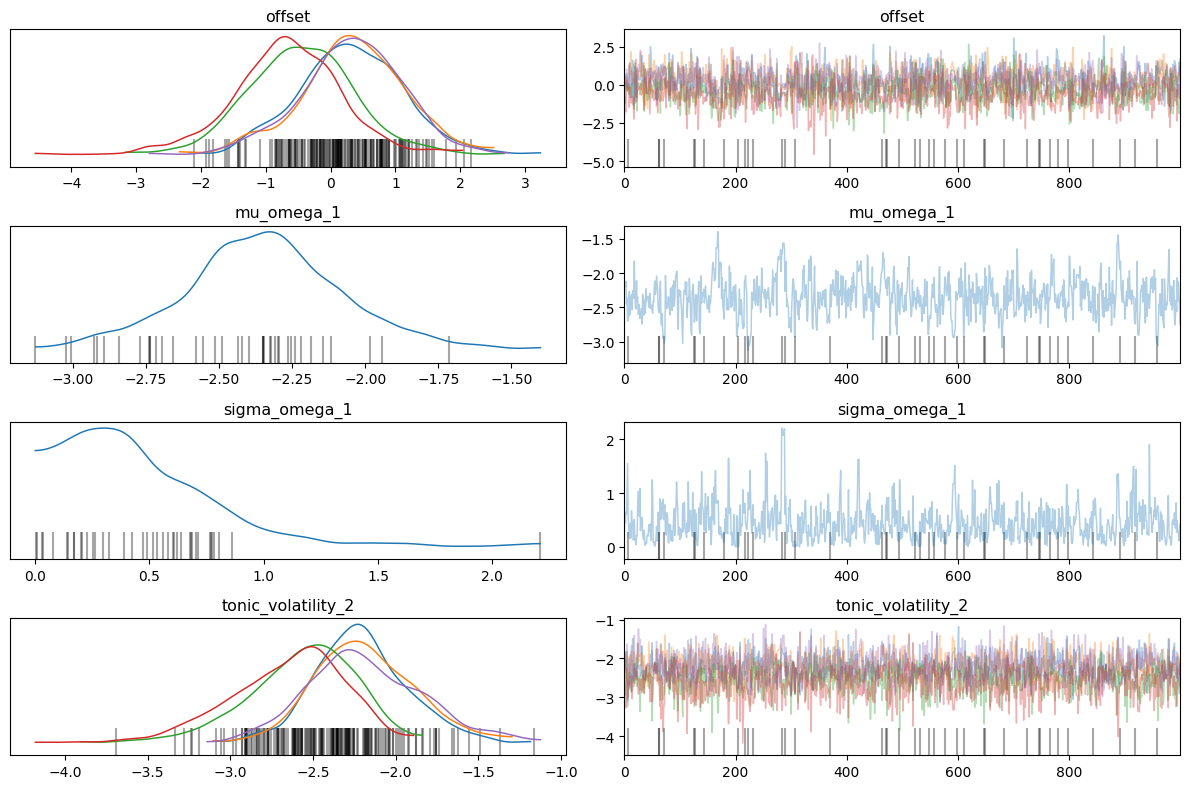 offset
offset
2.5
0.0
−2.5
−5.0
−4 −3 −2 −1 0 1 2 3
0 200 400 600 800
mu_omega_1
mu_omega_1
−1.5
−2.0
−2.5
−3.0
−3.00 −2.75 −2.50 −2.25 −2.00 −1.75 −1.50
0 200 400 600 800
sigma_omega_1
sigma_omega_1
2
1
0
0.0 0.5 1.0 1.5 2.0
0 200 400 600 800
tonic_volatility_2
tonic_volatility_2
−1
−2
−3
−4
−4.0 −3.5 −3.0 −2.5 −2.0 −1.5 −1.0
0 200 400 600 800